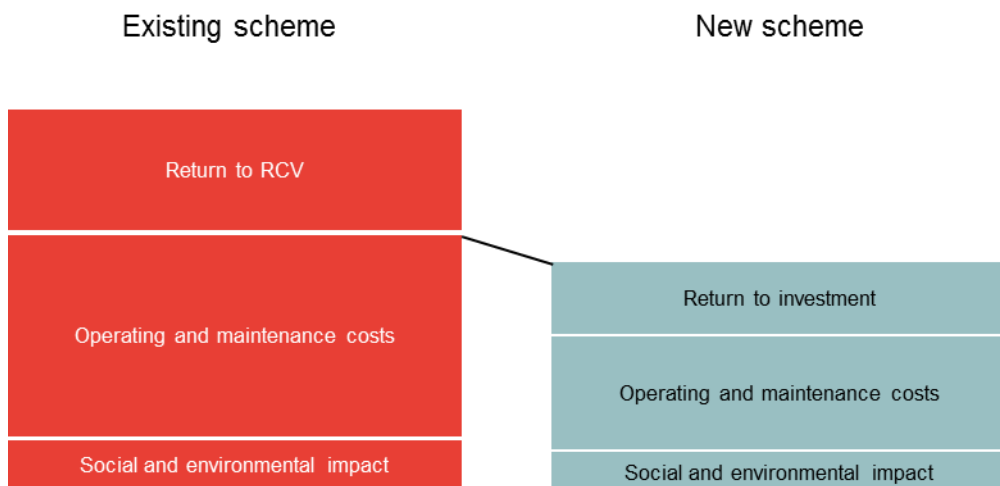 Existing scheme
New scheme
Return to RCV
Operating and maintenance costs
Social and environmental impact
Return to investment
Operating and maintenance costs
Social and environmental impact